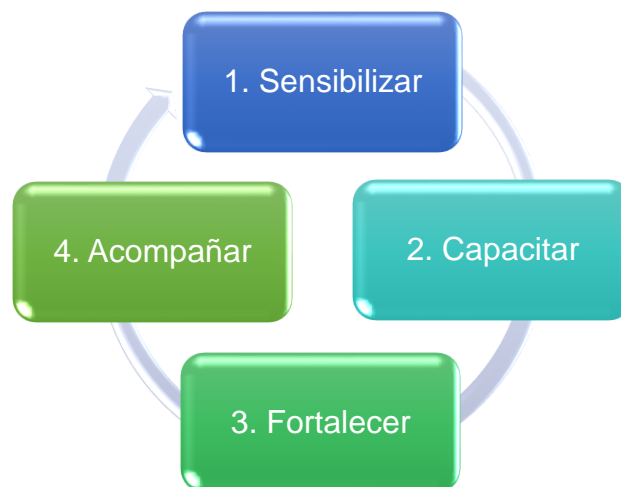 1. Sensibilizar
2. Capacitar
3. Fortalecer
4. Acompañar